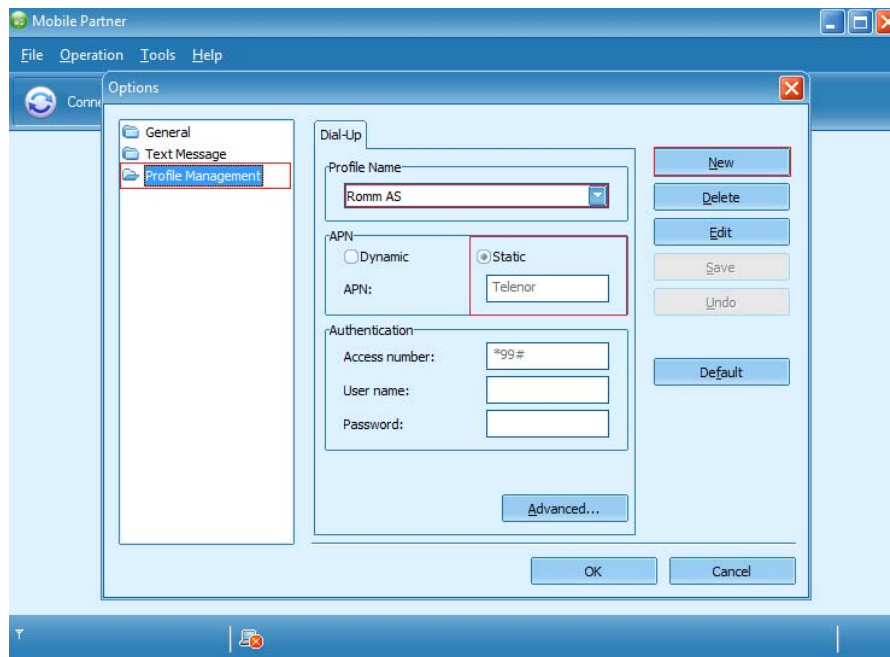 Mobile Partner
File Operation Tools Help
Options
General
Text Message
Profile Management
Dial-Up
Profile Name
Romm AS
APN
Dynamic
Static
APN:
Telenor
Authentication
Access number:
*99#
User name:
Password:
Advanced...
New
Delete
Edit
Save
Undo
Default
OK
Cancel